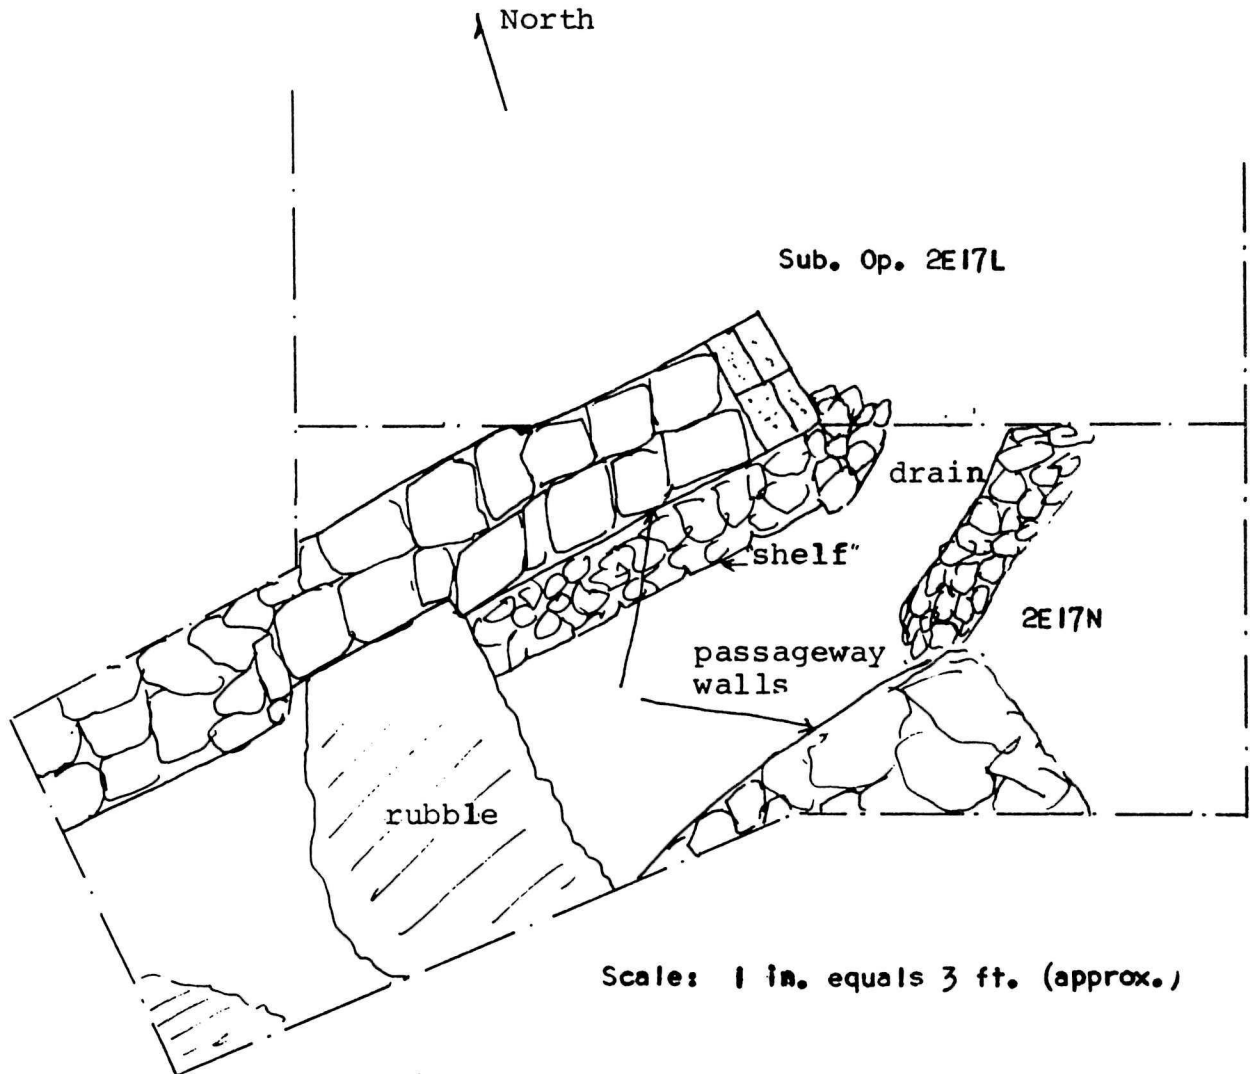 North
Sub. Op. 2E17L
drain
"shelf"
2E17N
passageway
walls
rubble
Scale: 1 in. equals 3 ft. (approx.)